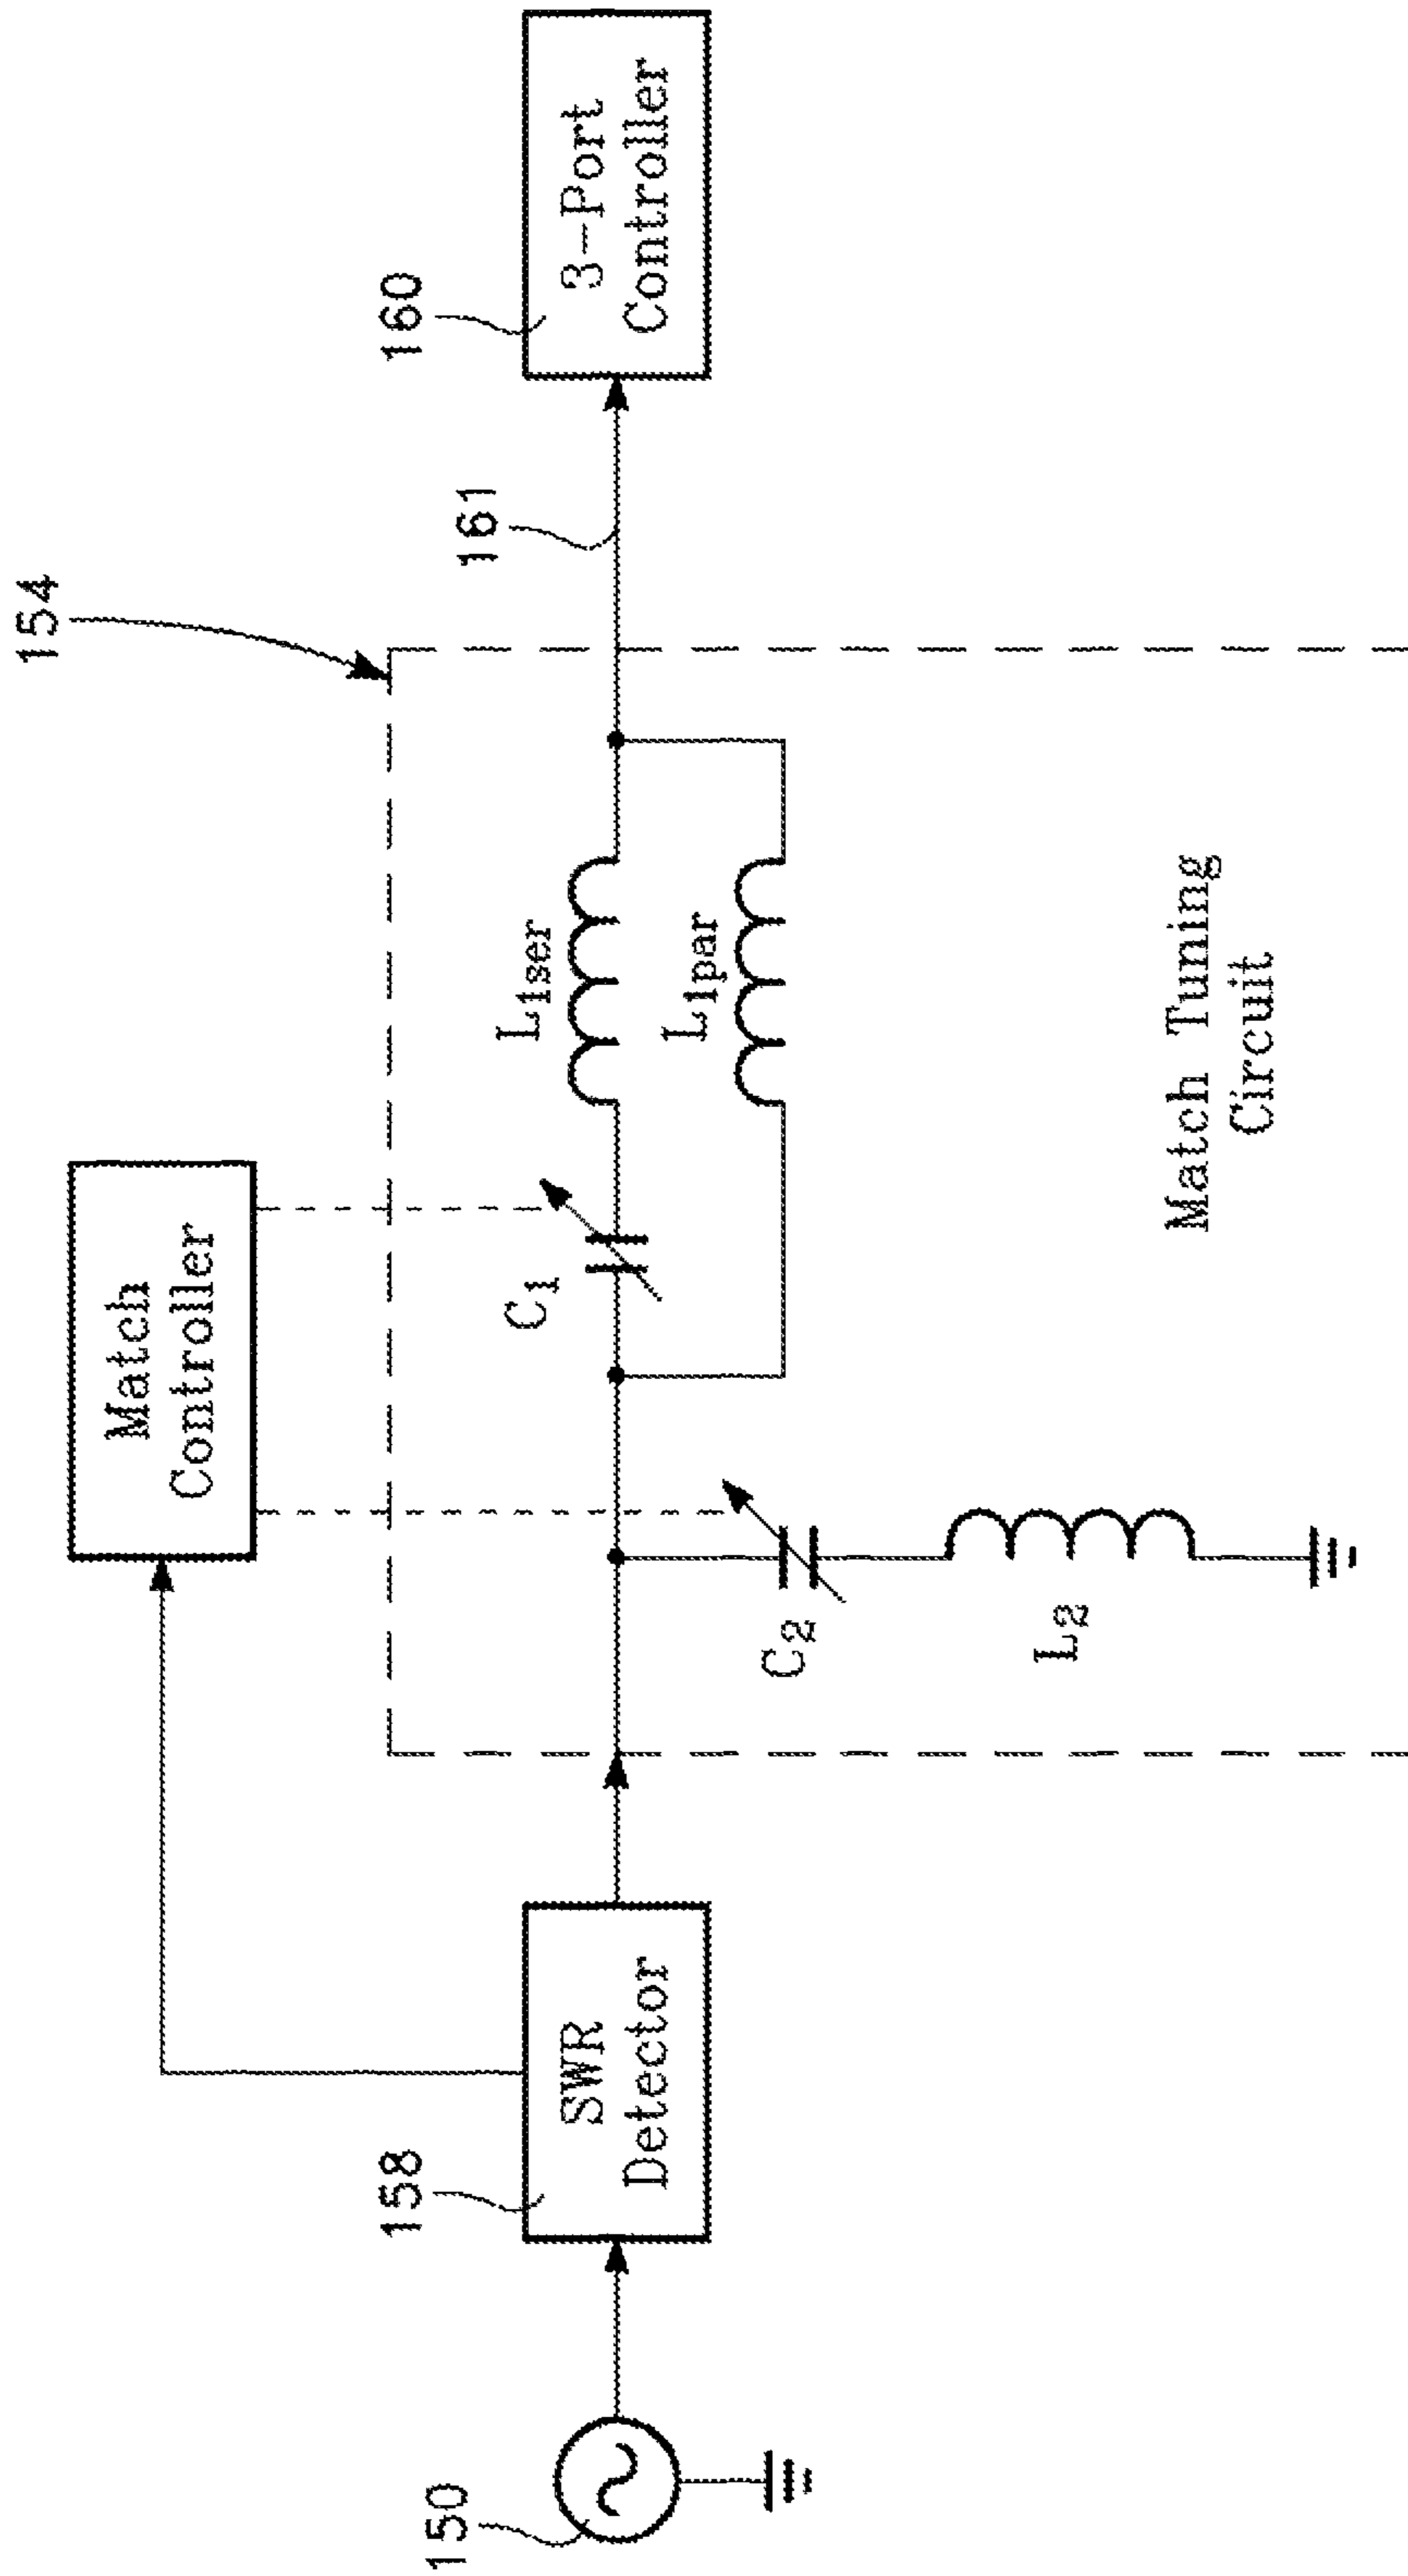 154
Match
Controller
160
3-Port
Controller
161
158
SWR
Detector
150
C₁
L₁ser
L₁par
C₂
L₂
Match Tuning
Circuit